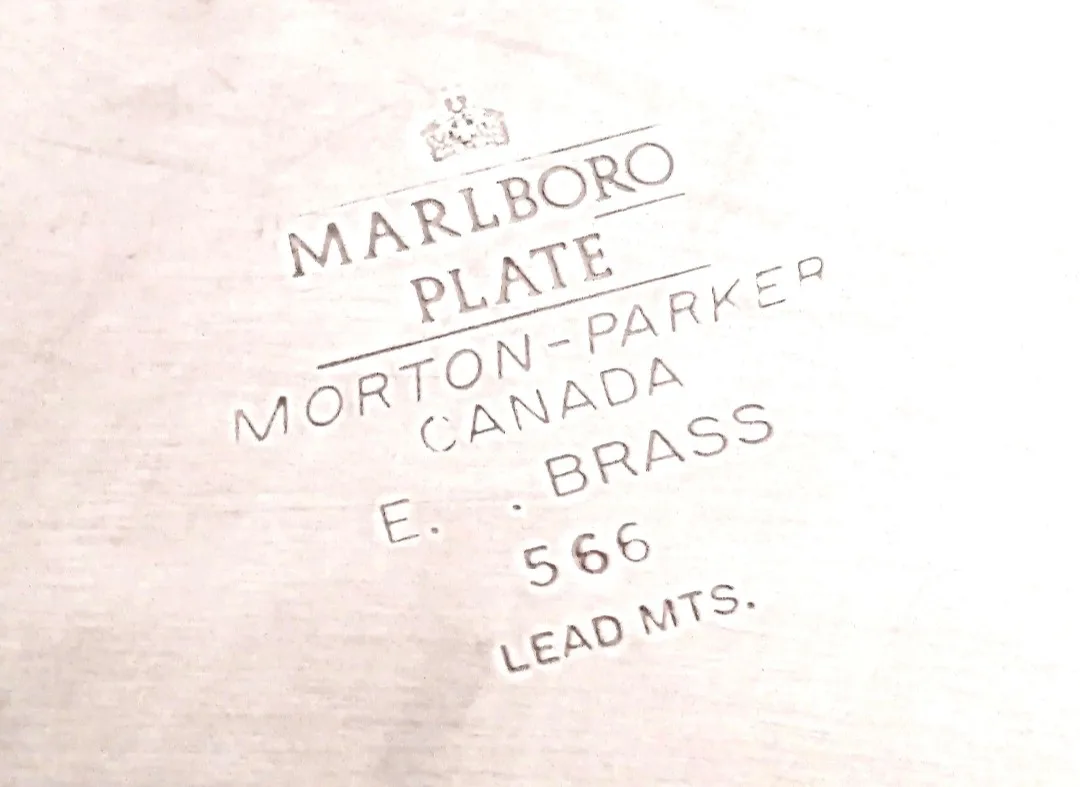 MARLBORO
PLATE
MORTON-PARKER
CANADA
E. . BRASS
566
LEAD MTS.